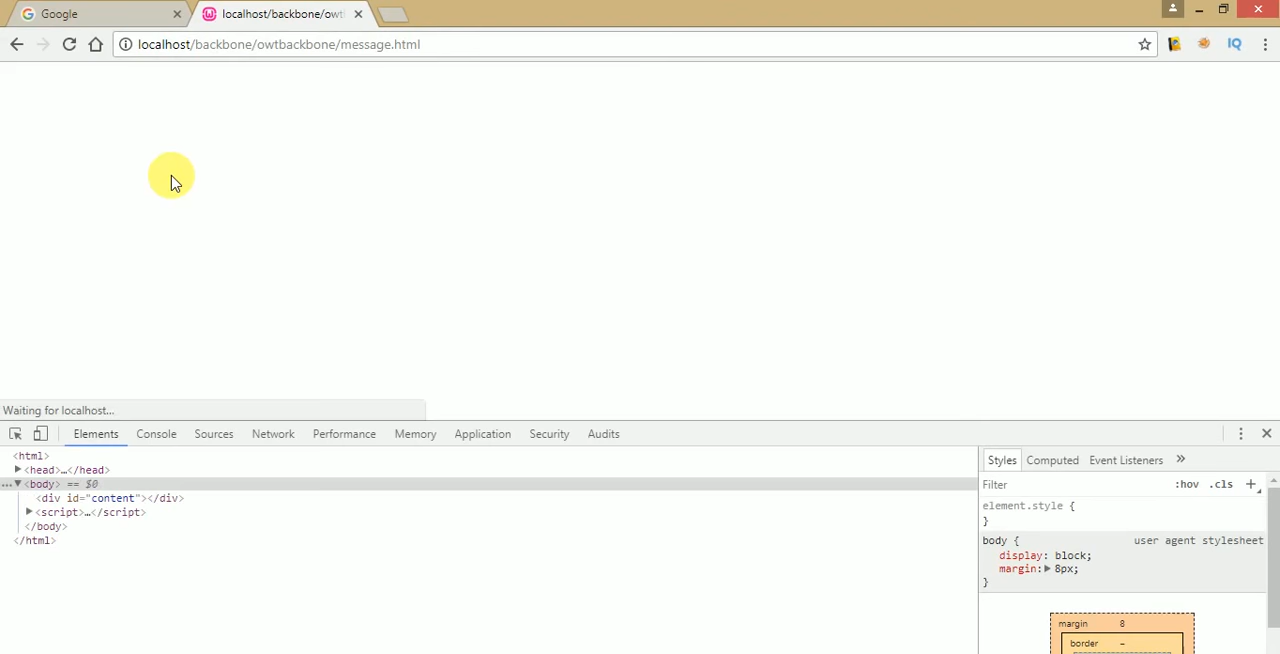 Google
localhost/backbone/owtl
localhost/backbone/owtbackbone/message.html
IQ
Waiting for localhost...
Elements Console Sources Network Performance Memory Application Security Audits
<html>
<head>…</head>
<body> == $0
<div id="content"></div>
<script>…</script>
</body>
</html>
Styles Computed Event Listeners »
Filter :hov .cls +
element.style {
}
body { user agent stylesheet
display: block;
margin: 8px;
}
margin 8
border –